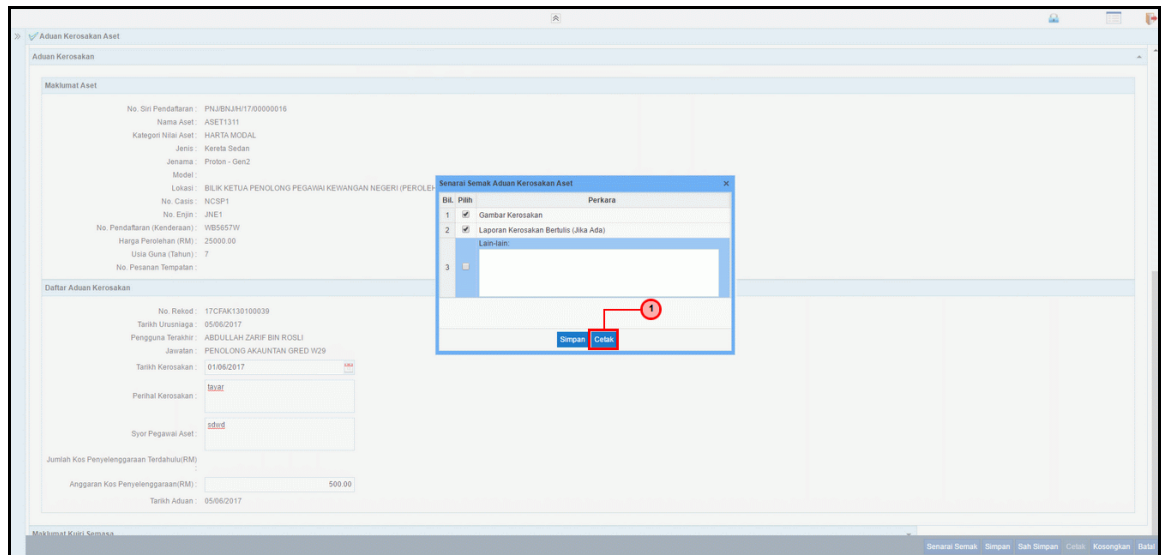 Aduan Kerosakan Aset
Aduan Kerosakan
Maklumat Aset
No. Siri Pendaftaran : PNJ/BNJ/H/17/00000016
Nama Aset : ASET1311
Kategori Nilai Aset : HARTA MODAL
Jenis : Kereta Sedan
Jenama : Proton - Gen2
Model :
Lokasi : BILIK KETUA PENOLONG PEGAWAI KEWANGAN NEGERI (PEROLEH
No. Casis : NCSP1
No. Enjin : JNE1
No. Pendaftaran (Kenderaan) : WB5657W
Harga Perolehan (RM) : 25000.00
Usia Guna (Tahun) : 7
No. Pesanan Tempatan :
Senarai Semak Aduan Kerosakan Aset
Bil. Pilih Perkara
1 Gambar Kerosakan
2 Laporan Kerosakan Bertulis (Jika Ada)
3 Lain-lain:
1
Simpan Cetak
Daftar Aduan Kerosakan
No. Rekod : 17CFAK130100039
Tarikh Urusniaga : 05/06/2017
Pengguna Terakhir : ABDULLAH ZARIF BIN ROSLI
Jawatan : PENOLONG AKAUNTAN GRED W29
Tarikh Kerosakan : 01/06/2017
Perihal Kerosakan : tayar
Syor Pegawai Aset : sdwd
Jumlah Kos Penyelenggaraan Terdahulu(RM)
:
Anggaran Kos Penyelenggaraan(RM) : 500.00
Tarikh Aduan : 05/06/2017
Maklumat Kuiri Semasa
Senarai Semak Simpan Sah Simpan Cetak Kosongkan Batal